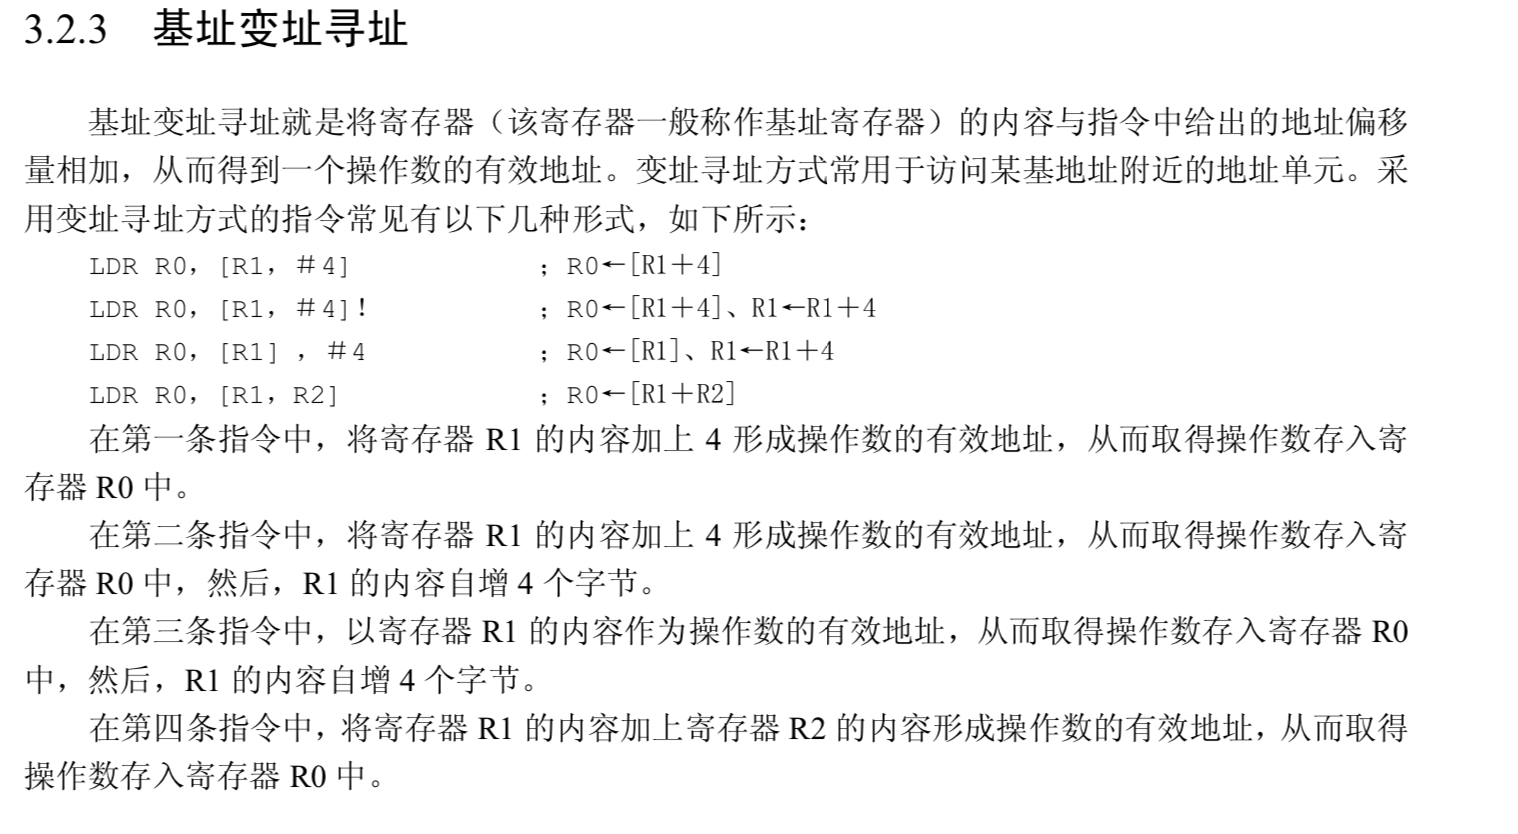 3.2.3 基址变址寻址
基址变址寻址就是将寄存器（该寄存器一般称作基址寄存器）的内容与指令中给出的地址偏移
量相加，从而得到一个操作数的有效地址。变址寻址方式常用于访问某基地址附近的地址单元。采
用变址寻址方式的指令常见有以下几种形式，如下所示：
LDR R0，[R1，＃4] ；R0←[R1＋4]
LDR R0，[R1，＃4]！ ；R0←[R1＋4]、R1←R1＋4
LDR R0，[R1] ，＃4 ；R0←[R1]、R1←R1＋4
LDR R0，[R1，R2] ；R0←[R1＋R2]
在第一条指令中，将寄存器 R1 的内容加上 4 形成操作数的有效地址，从而取得操作数存入寄
存器 R0 中。
在第二条指令中，将寄存器 R1 的内容加上 4 形成操作数的有效地址，从而取得操作数存入寄
存器 R0 中，然后，R1 的内容自增 4 个字节。
在第三条指令中，以寄存器 R1 的内容作为操作数的有效地址，从而取得操作数存入寄存器 R0
中，然后，R1 的内容自增 4 个字节。
在第四条指令中，将寄存器 R1 的内容加上寄存器 R2 的内容形成操作数的有效地址，从而取得
操作数存入寄存器 R0 中。